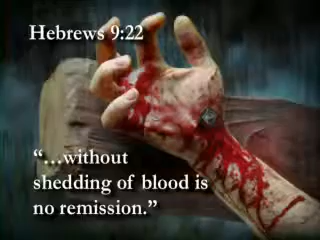 Hebrews 9:22
“...without
shedding of blood is
no remission.”